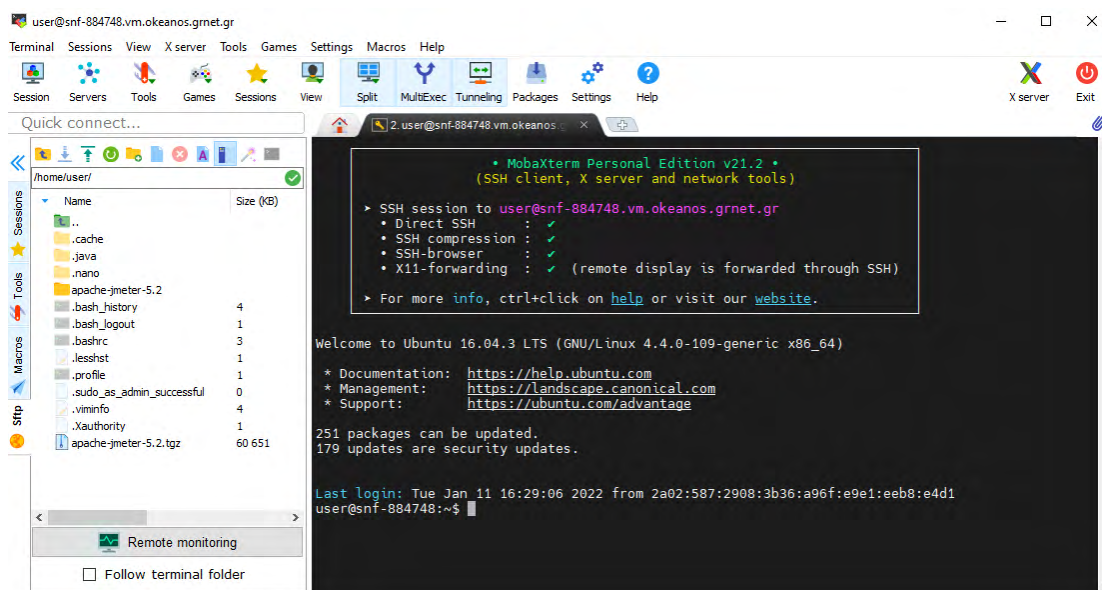 user@snf-884748.vm.okeanos.grnet.gr
Terminal Sessions View X server Tools Games Settings Macros Help
Session Servers Tools Games Sessions View Split MultiExec Tunneling Packages Settings Help X server Exit
Quick connect...
2. user@snf-884748.vm.okeanos.g
/home/user/
Name Size (KB)
..
.cache
.java
.nano
apache-jmeter-5.2
.bash_history 4
.bash_logout 1
.bashrc 3
.lesshst 1
.profile 1
.sudo_as_admin_successful 0
.viminfo 4
.Xauthority 1
apache-jmeter-5.2.tgz 60 651
Sessions
Tools
Macros
Sftp
Remote monitoring
Follow terminal folder
• MobaXterm Personal Edition v21.2 •
(SSH client, X server and network tools)
➤ SSH session to user@snf-884748.vm.okeanos.grnet.gr
• Direct SSH : ✔
• SSH compression : ✔
• SSH-browser : ✔
• X11-forwarding : ✔ (remote display is forwarded through SSH)
➤ For more info, ctrl+click on help or visit our website.
Welcome to Ubuntu 16.04.3 LTS (GNU/Linux 4.4.0-109-generic x86_64)
* Documentation: https://help.ubuntu.com
* Management: https://landscape.canonical.com
* Support: https://ubuntu.com/advantage
251 packages can be updated.
179 updates are security updates.
Last login: Tue Jan 11 16:29:06 2022 from 2a02:587:2908:3b36:a96f:e9e1:eeb8:e4d1
user@snf-884748:~$